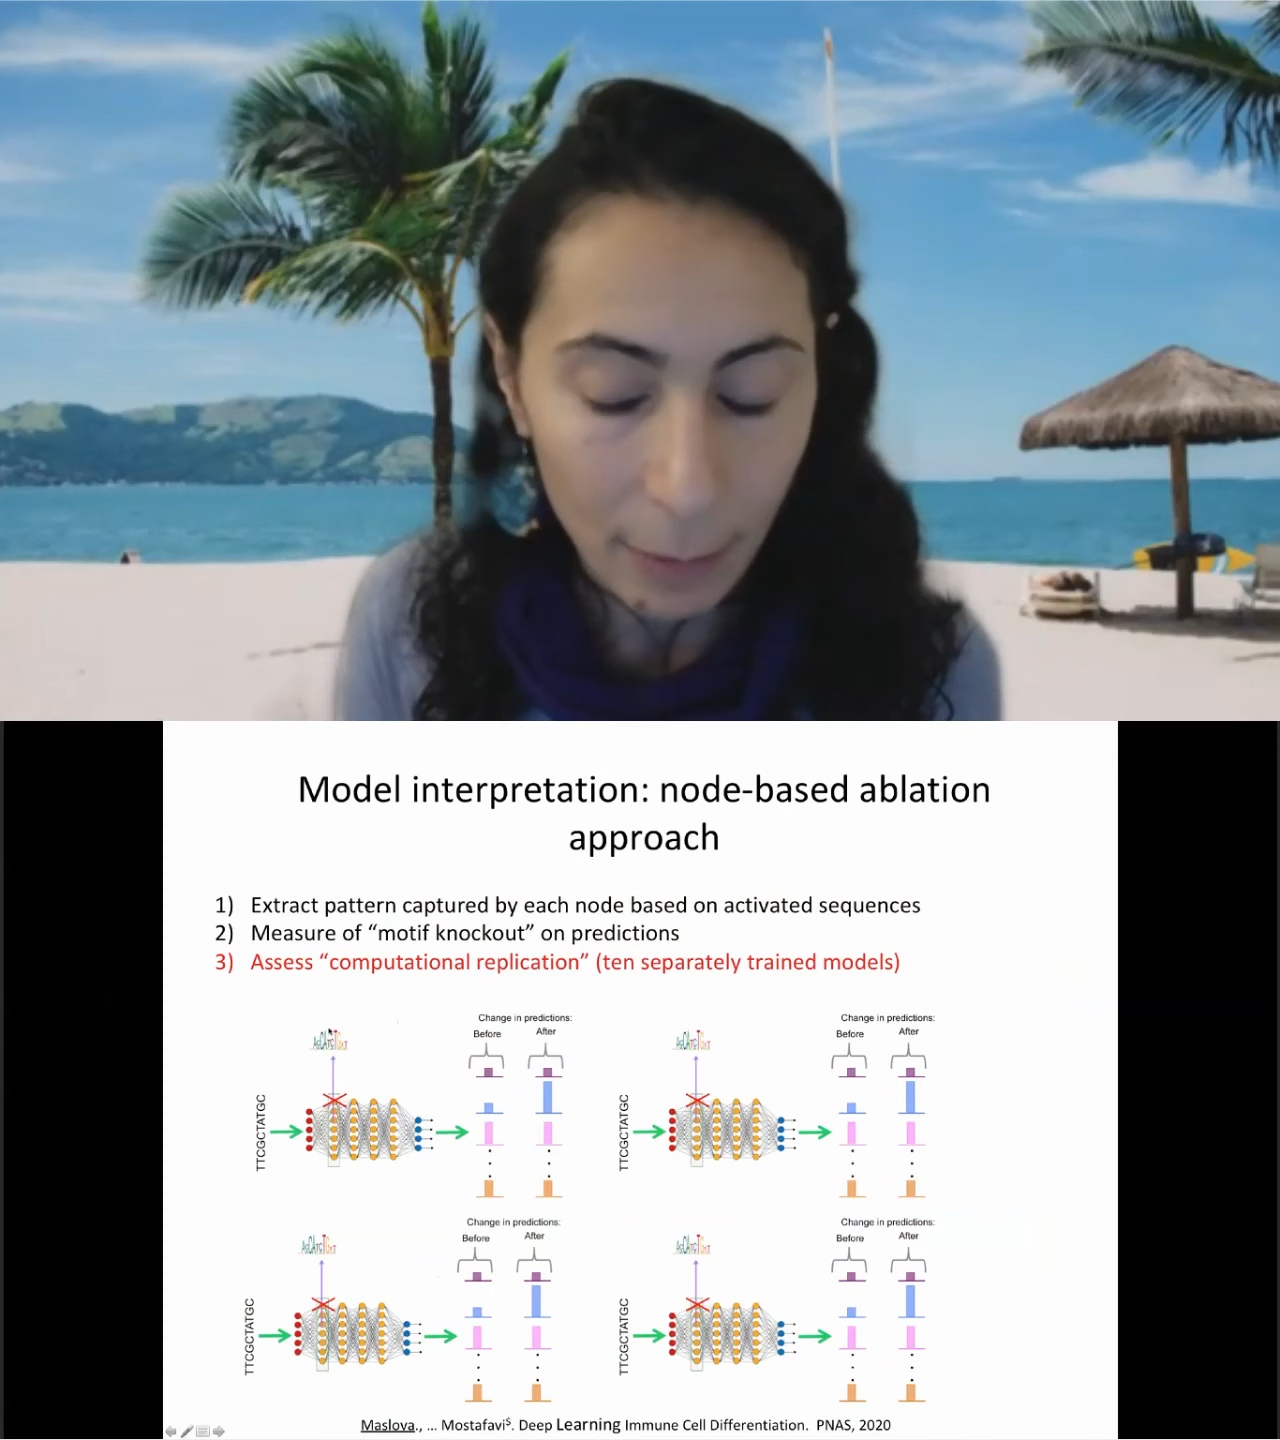 Model interpretation: node-based ablation
approach
1) Extract pattern captured by each node based on activated sequences
2) Measure of “motif knockout” on predictions
3) Assess “computational replication” (ten separately trained models)
Change in predictions:
Before After
TTCGCTATGC
Change in predictions:
Before After
TTCGCTATGC
Change in predictions:
Before After
TTCGCTATGC
Change in predictions:
Before After
TTCGCTATGC
Maslova., ... Mostafavi$. Deep Learning Immune Cell Differentiation. PNAS, 2020